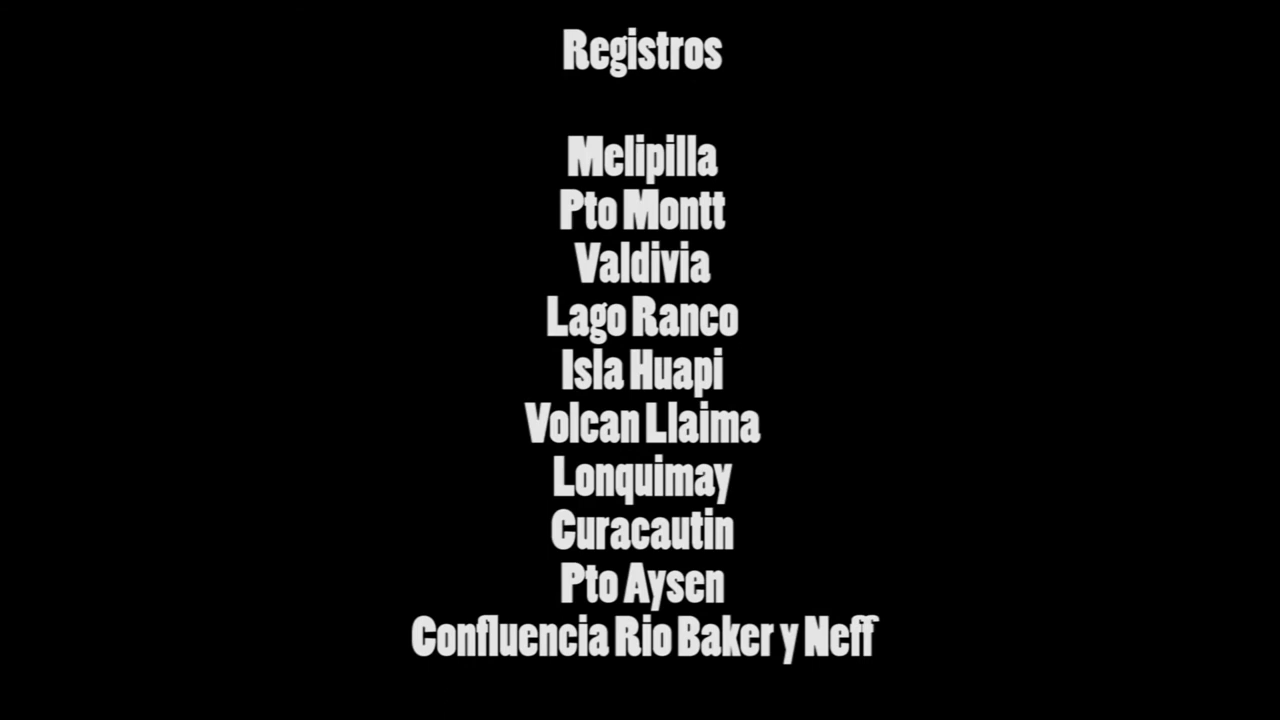 Registros
Melipilla
Pto Montt
Valdivia
Lago Ranco
Isla Huapi
Volcan Llaima
Lonquimay
Curacautin
Pto Aysen
Confluencia Rio Baker y Neff